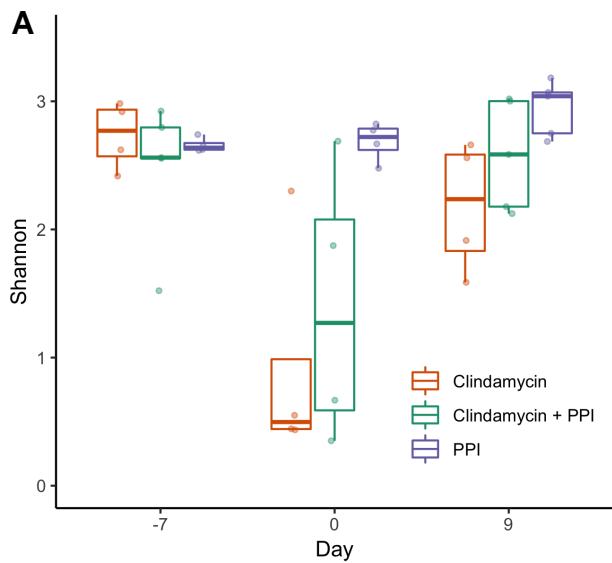 A
3
2
1
0
Shannon
Clindamycin
Clindamycin + PPI
PPI
-7 0 9
Day